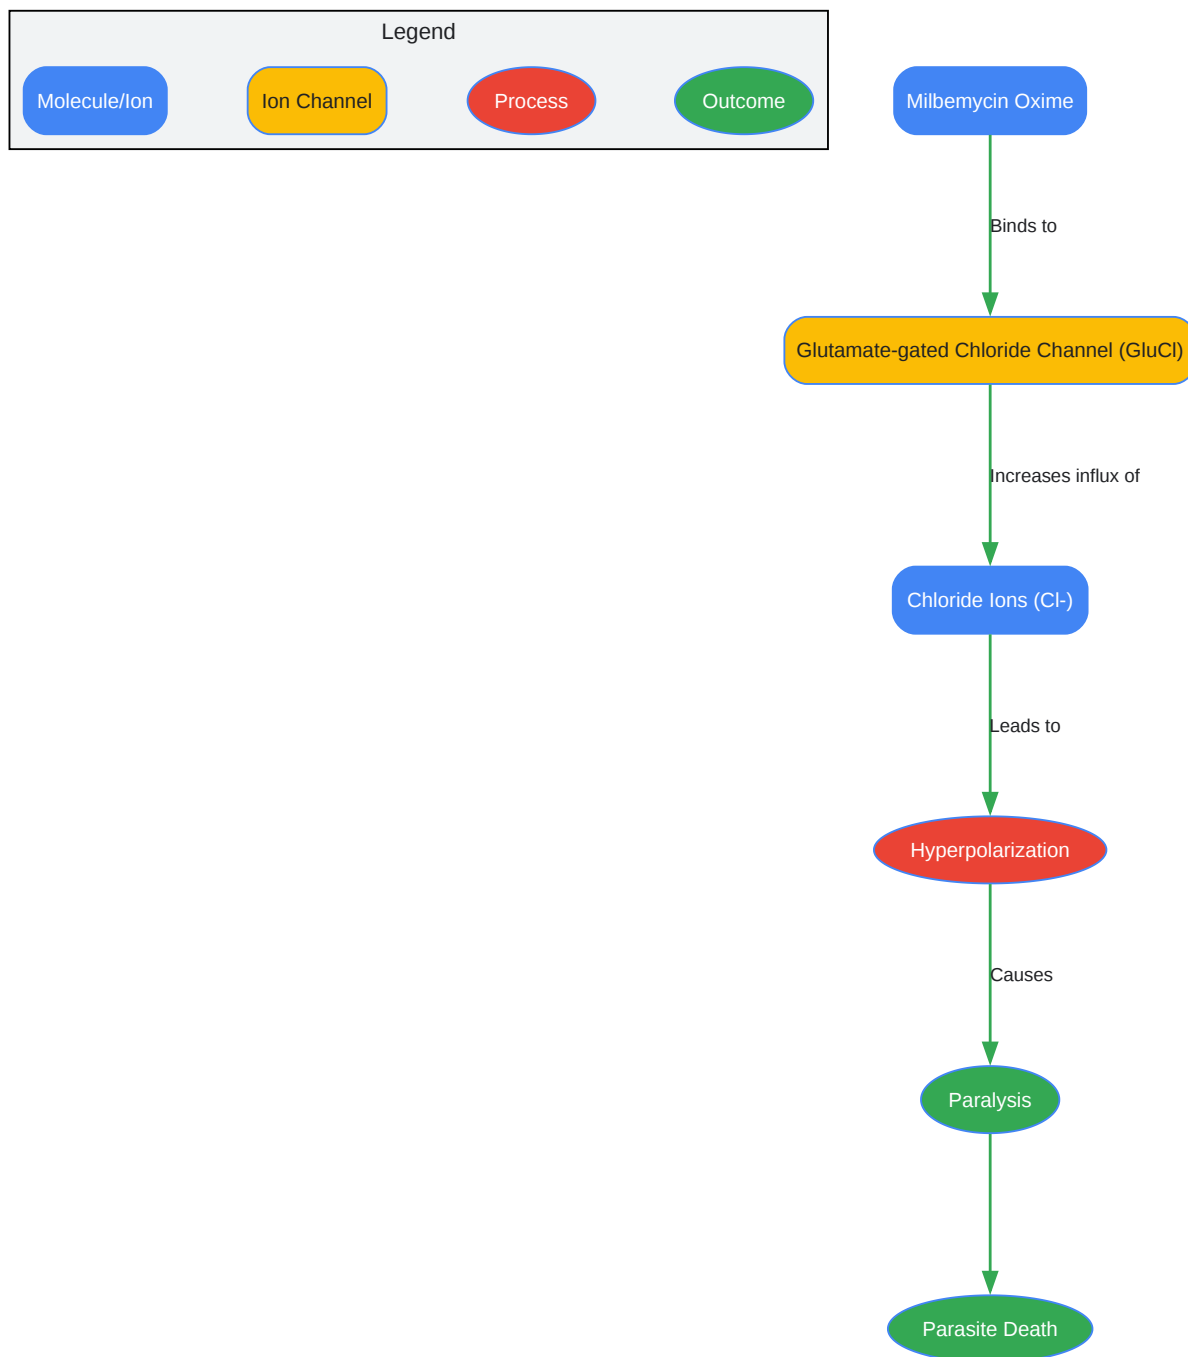 Legend
Molecule/Ion
Ion Channel
Process
Outcome
Milbemycin Oxime
Binds to
Glutamate-gated Chloride Channel (GluCl)
Increases influx of
Chloride Ions (Cl-)
Leads to
Hyperpolarization
Causes
Paralysis
Parasite Death